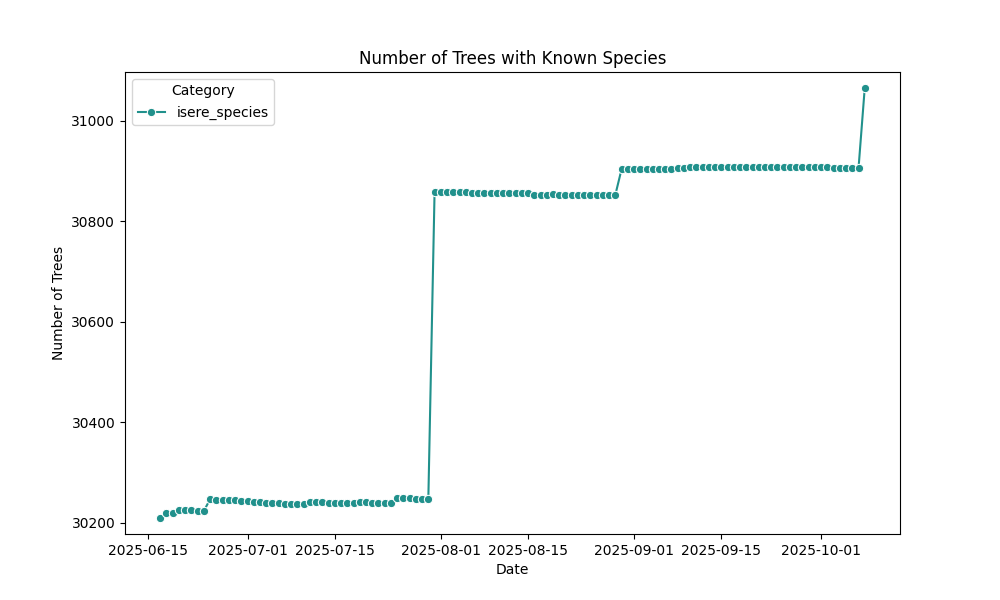 Number of Trees with Known Species
Category
isere_species
Number of Trees
31000
30800
30600
30400
30200
2025-06-15 2025-07-01 2025-07-15 2025-08-01 2025-08-15 2025-09-01 2025-09-15 2025-10-01
Date